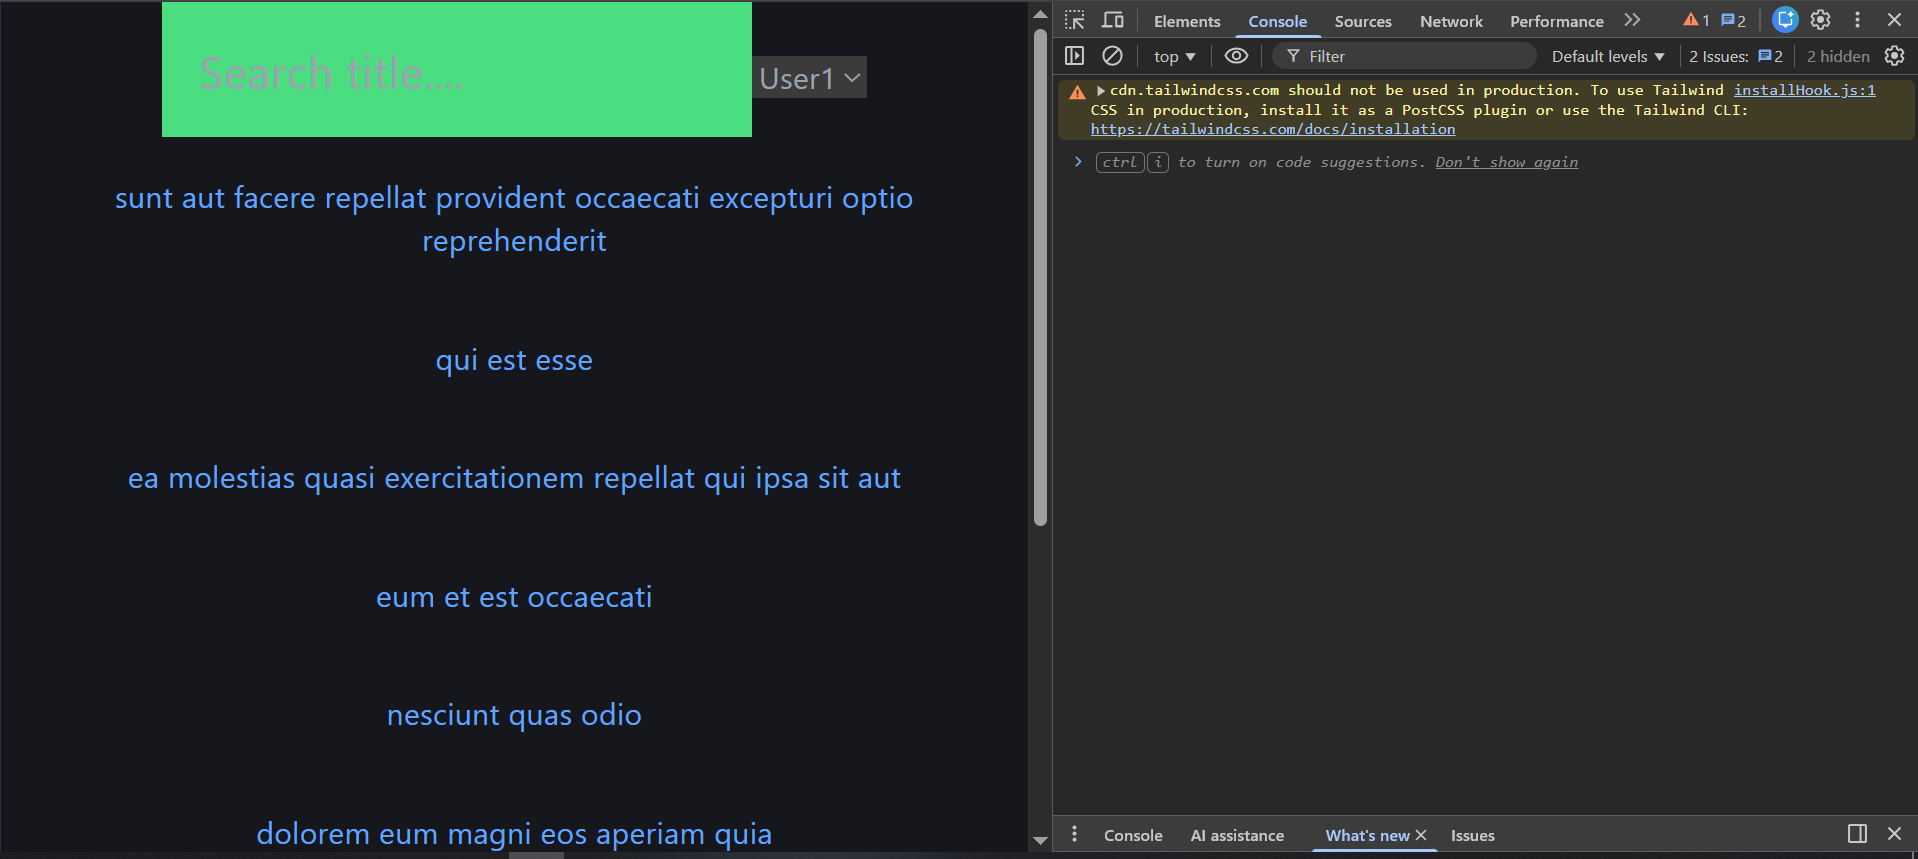 Search title....
User1
sunt aut facere repellat provident occaecati excepturi optio
reprehenderit
qui est esse
ea molestias quasi exercitationem repellat qui ipsa sit aut
eum et est occaecati
nesciunt quas odio
dolorem eum magni eos aperiam quia
Elements Console Sources Network Performance 1 2
top Filter Default levels 2 Issues: 2 2 hidden
cdn.tailwindcss.com should not be used in production. To use Tailwind installHook.js:1
CSS in production, install it as a PostCSS plugin or use the Tailwind CLI:
https://tailwindcss.com/docs/installation
ctrl i to turn on code suggestions. Don't show again
Console AI assistance What's new Issues